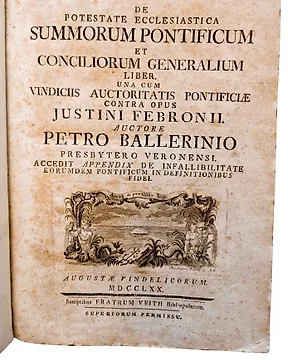 DE
POTESTATE ECCLESIASTICA
SUMMORUM PONTIFICUM
ET
CONCILIORUM GENERALIUM
LIBER,
UNA CUM
VINDICIIS AUCTORITATIS PONTIFICIÆ
CONTRA OPUS
JUSTINI FEBRONII.
AUCTORE
PETRO BALLERINIO
PRESBYTERO VERONENSI.
ACCEDIT APPENDIX DE INFALLIBILITATE
EORUMDEM PONTIFICUM IN DEFINITIONIBUS
FIDEI.
AUGUSTÆ VINDELICORUM.
MDCCLXX.
Sumptibus FRATRUM VEITH Bibliopolarum.
SUPERIORUM PERMISSU.